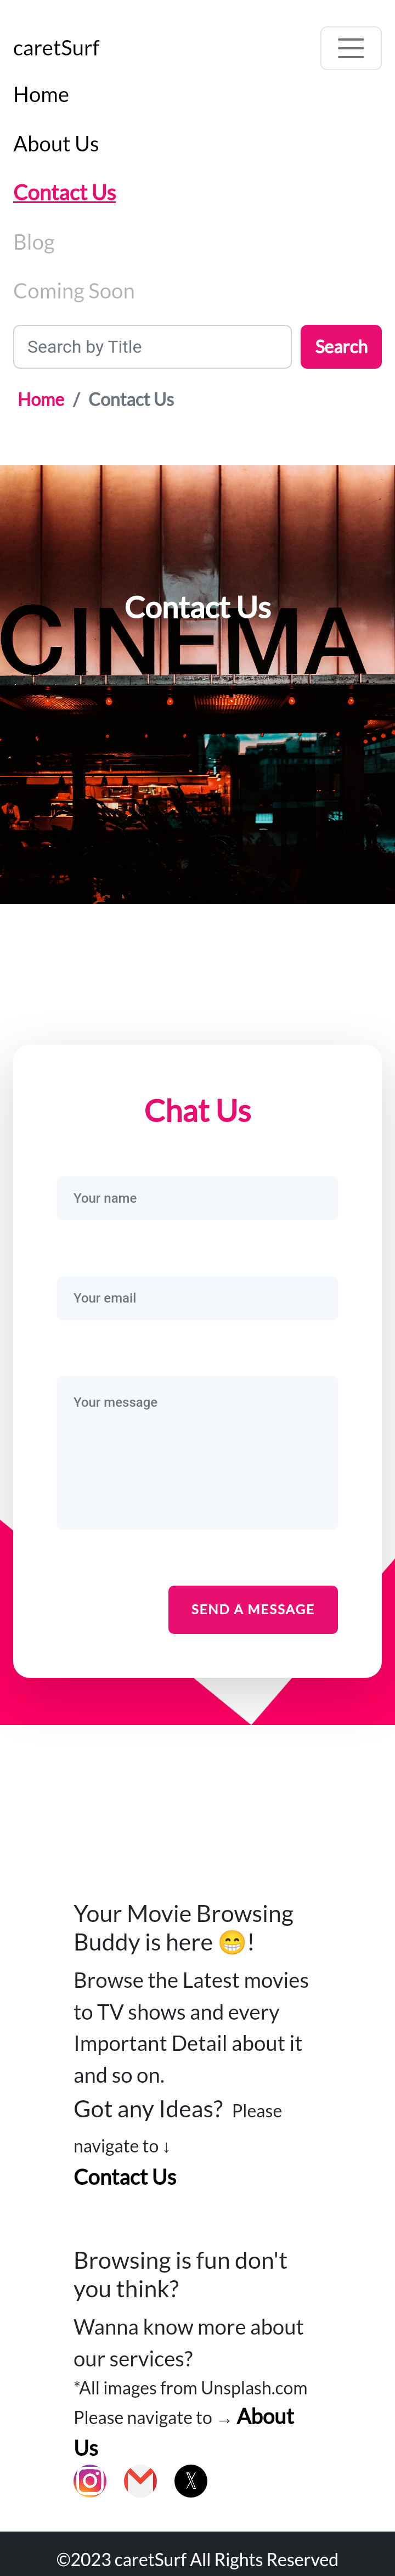 caretSurf
Home
About Us
Contact Us
Blog
Coming Soon
Search by Title
Search
Home / Contact Us
CINEMA
Contact Us
Chat Us
Your name
Your email
Your message
SEND A MESSAGE
Your Movie Browsing
Buddy is here 😁!
Browse the Latest movies
to TV shows and every
Important Detail about it
and so on.
Got any Ideas? Please
navigate to ↓
Contact Us
Browsing is fun don't
you think?
Wanna know more about
our services?
*All images from Unsplash.com
Please navigate to → About
Us
©2023 caretSurf All Rights Reserved